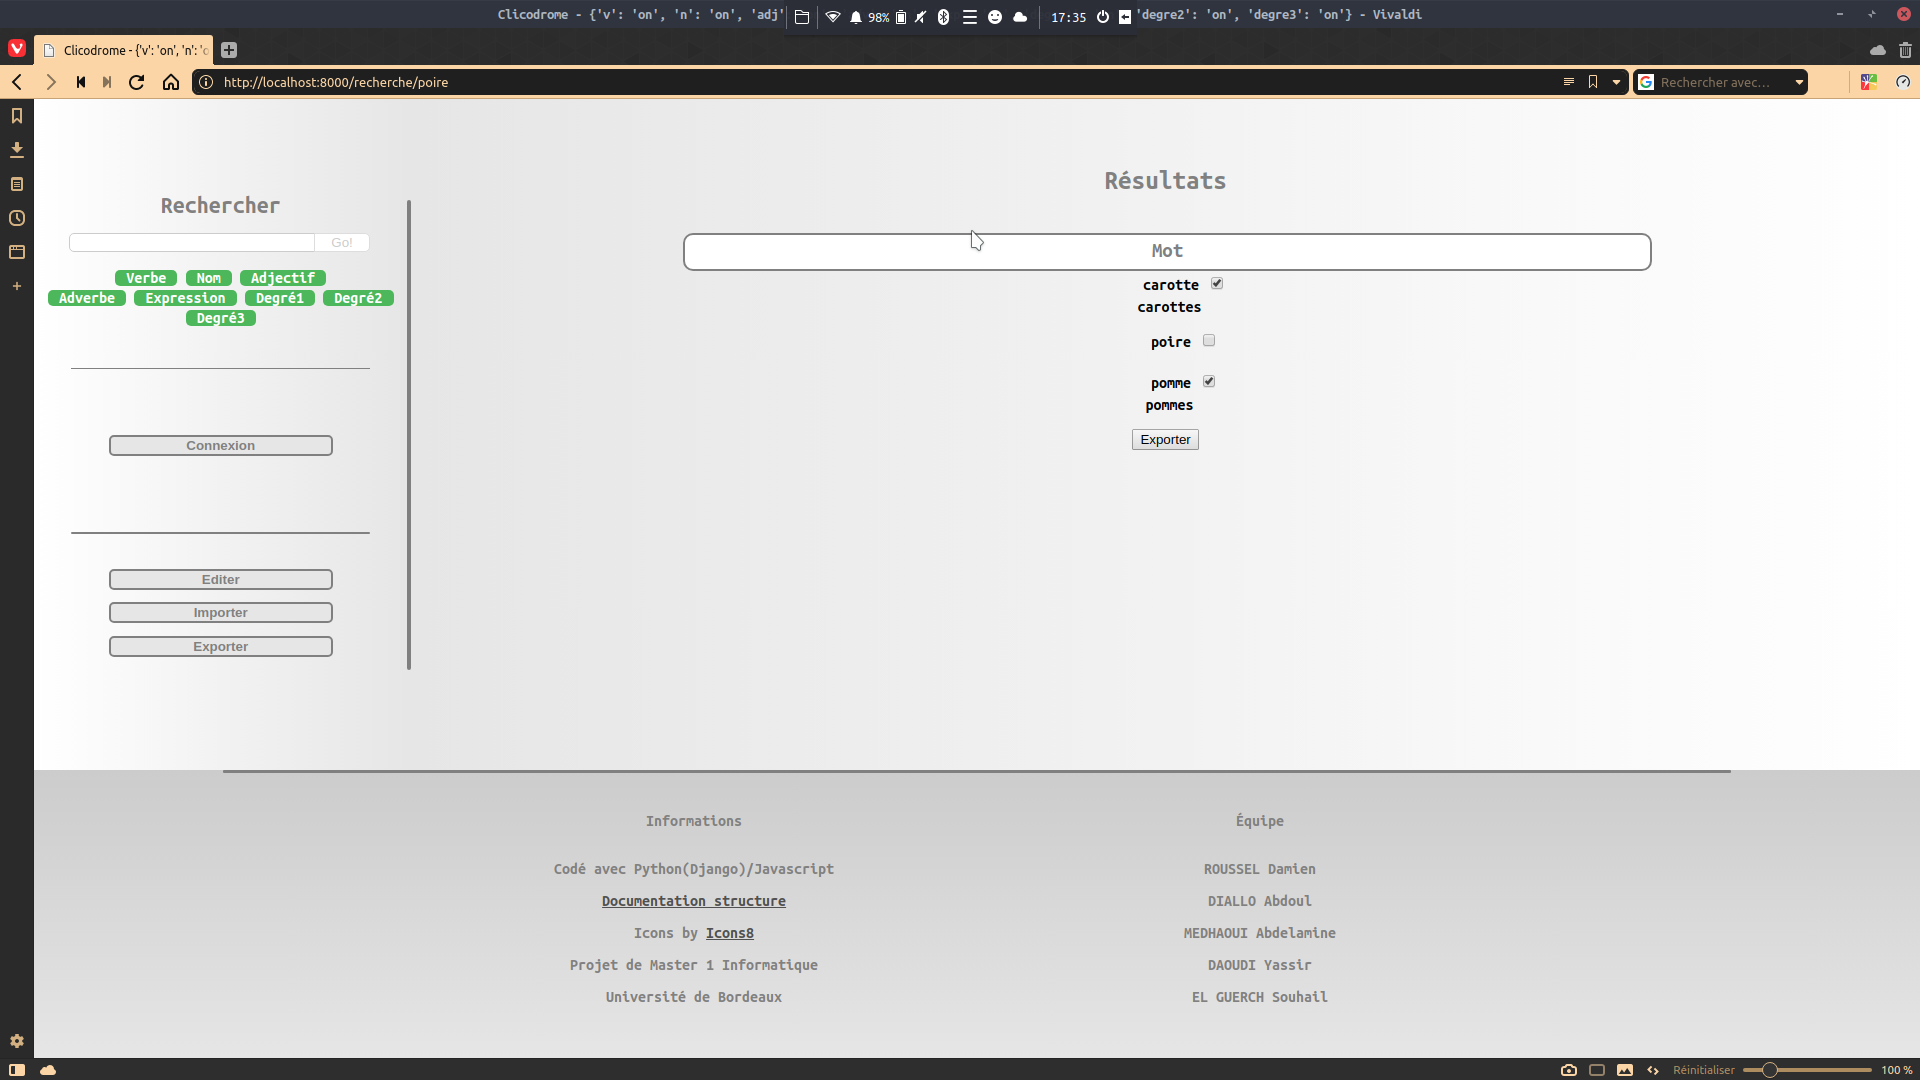 Clicodrome - {'v': 'on', 'n': 'on', 'adj'
98%
17:35
'degre2': 'on', 'degre3': 'on'} - Vivaldi
Clicodrome - {'v': 'on', 'n': 'o
http://localhost:8000/recherche/poire
Rechercher avec...
Rechercher
Go!
Verbe Nom Adjectif
Adverbe Expression Degré1 Degré2
Degré3
Connexion
Editer
Importer
Exporter
Résultats
Mot
carotte
carottes
poire
pomme
pommes
Exporter
Informations
Codé avec Python(Django)/Javascript
Documentation structure
Icons by Icons8
Projet de Master 1 Informatique
Université de Bordeaux
Équipe
ROUSSEL Damien
DIALLO Abdoul
MEDHAOUI Abdelamine
DAOUDI Yassir
EL GUERCH Souhail
Réinitialiser
100 %